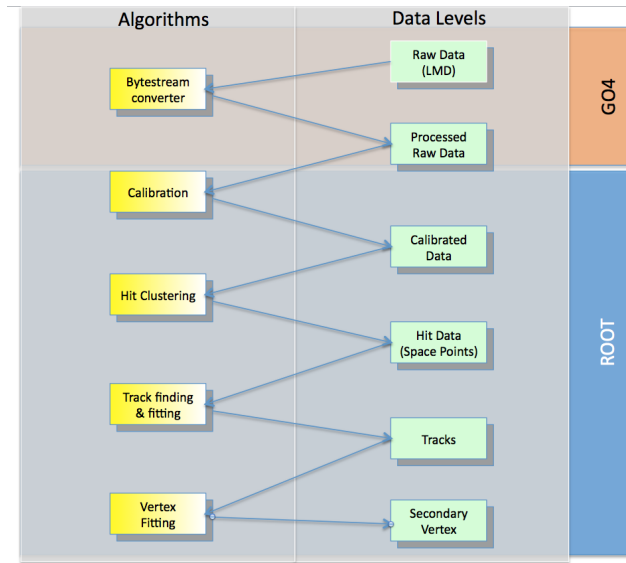 Algorithms
Data Levels
Raw Data
(LMD)
Bytestream
converter
GO4
Processed
Raw Data
Calibration
Calibrated
Data
Hit Clustering
Hit Data
(Space Points)
ROOT
Track finding
& fitting
Tracks
Vertex
Fitting
Secondary
Vertex